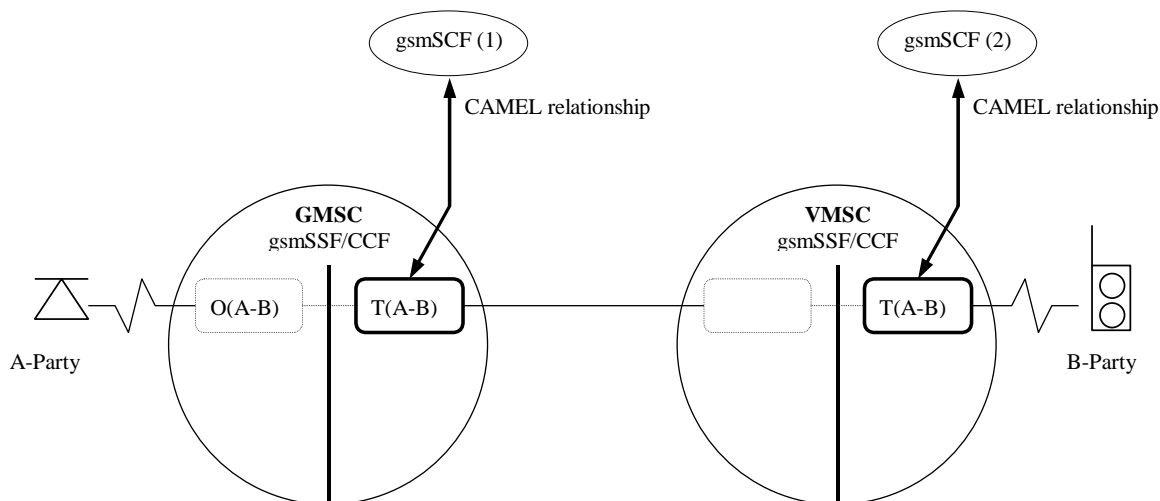 gsmSCF (1)
gsmSCF (2)
CAMEL relationship
CAMEL relationship
GMSC
gsmSSF/CCF
VMSC
gsmSSF/CCF
O(A-B)
T(A-B)
T(A-B)
A-Party
B-Party